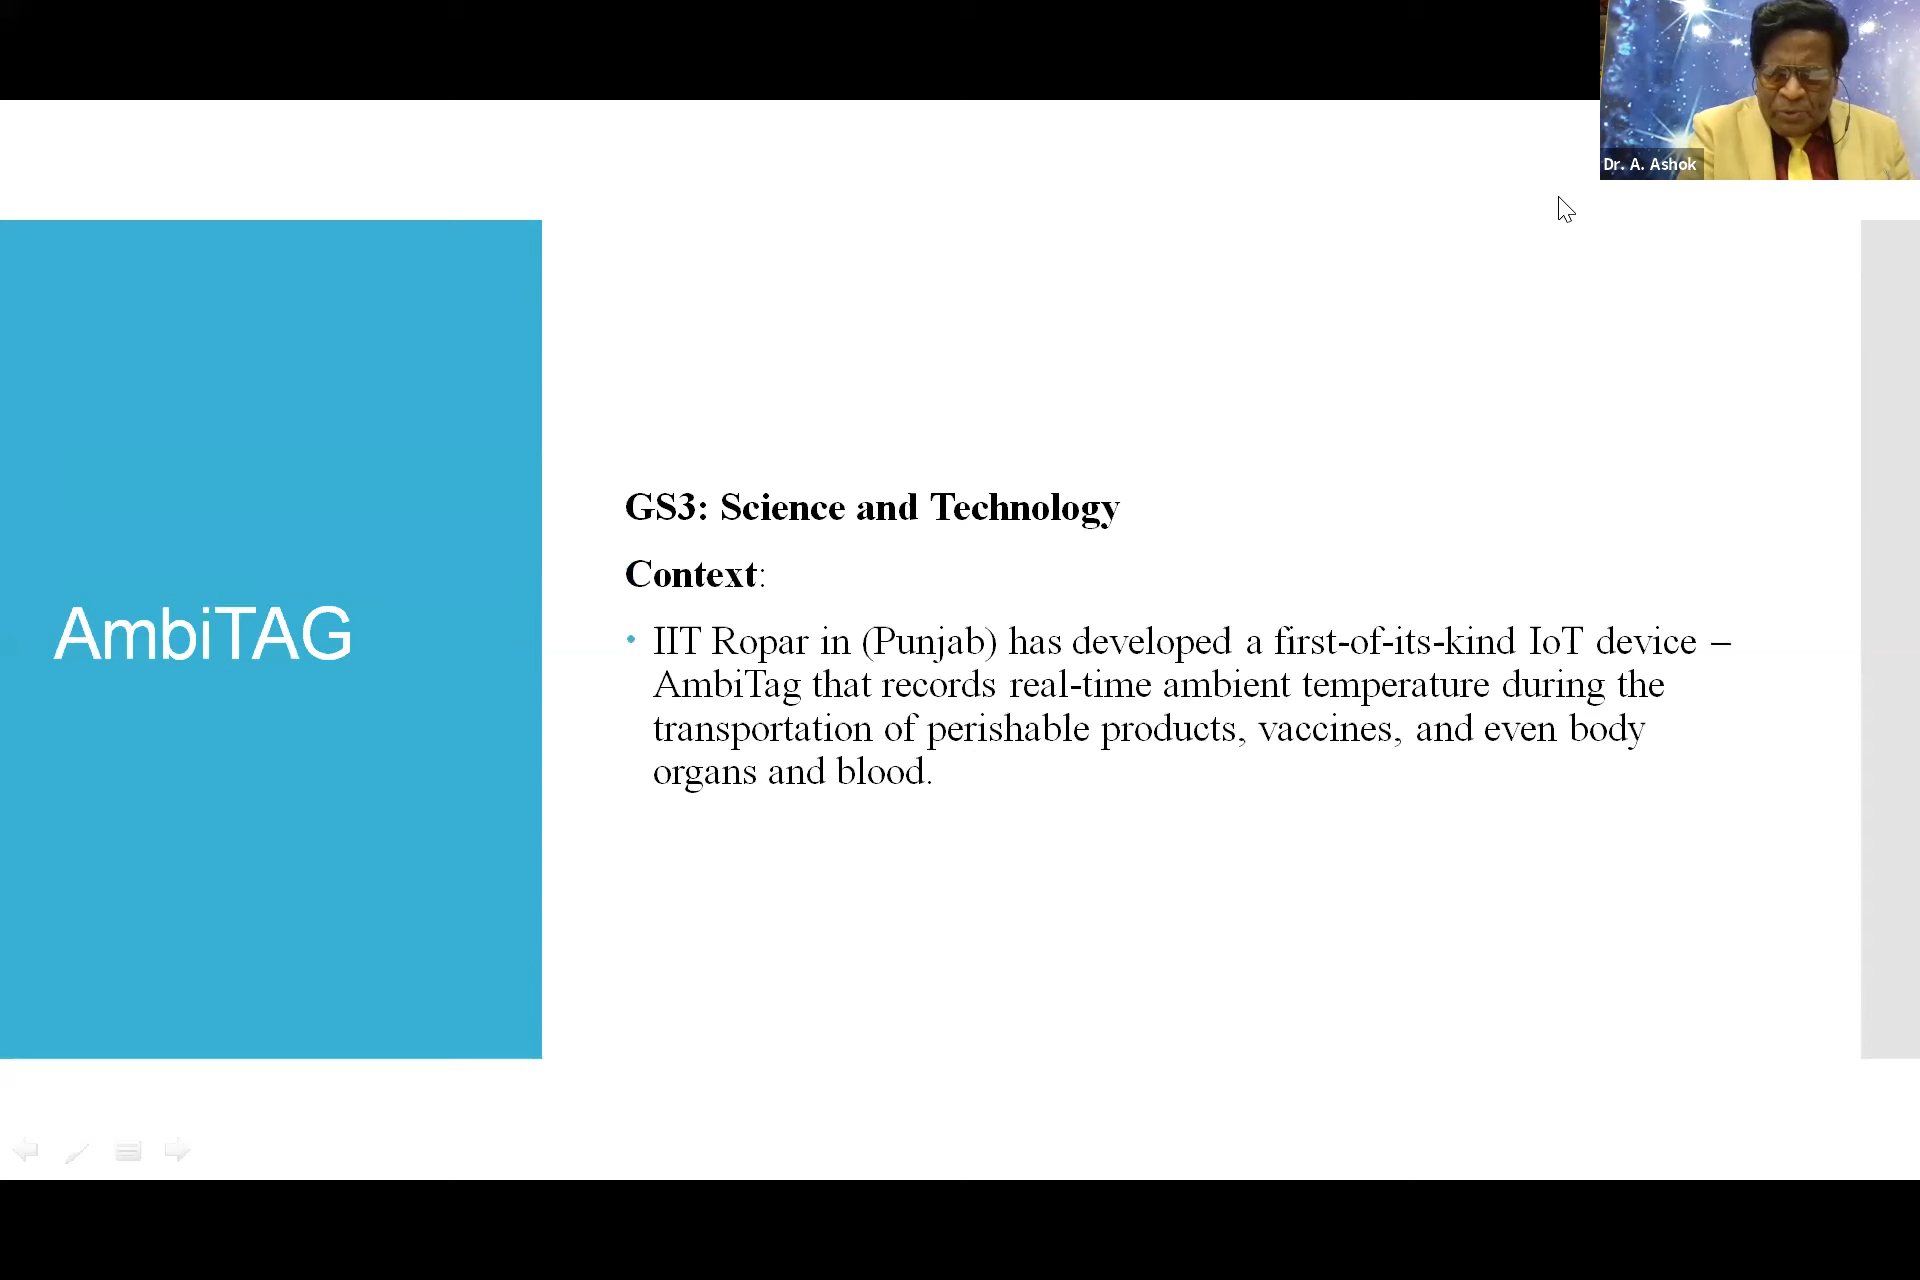 Dr. A. Ashok
AmbiTAG
GS3: Science and Technology
Context:
• IIT Ropar in (Punjab) has developed a first-of-its-kind IoT device –
AmbiTag that records real-time ambient temperature during the
transportation of perishable products, vaccines, and even body
organs and blood.